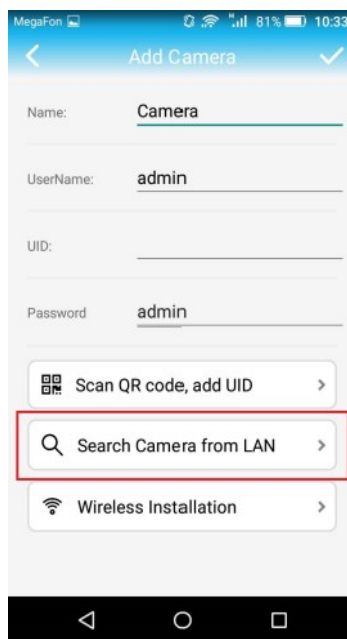 MegaFon 81% 10:33
Add Camera
Name: Camera
UserName: admin
UID:
Password admin
Scan QR code, add UID
Search Camera from LAN
Wireless Installation